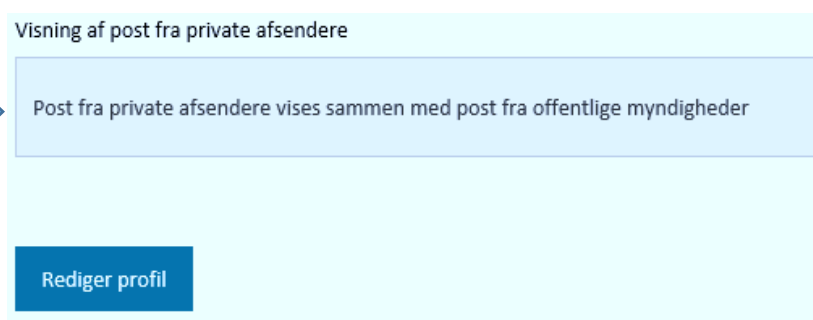 Visning af post fra private afsendere
Post fra private afsendere vises sammen med post fra offentlige myndigheder
Rediger profil